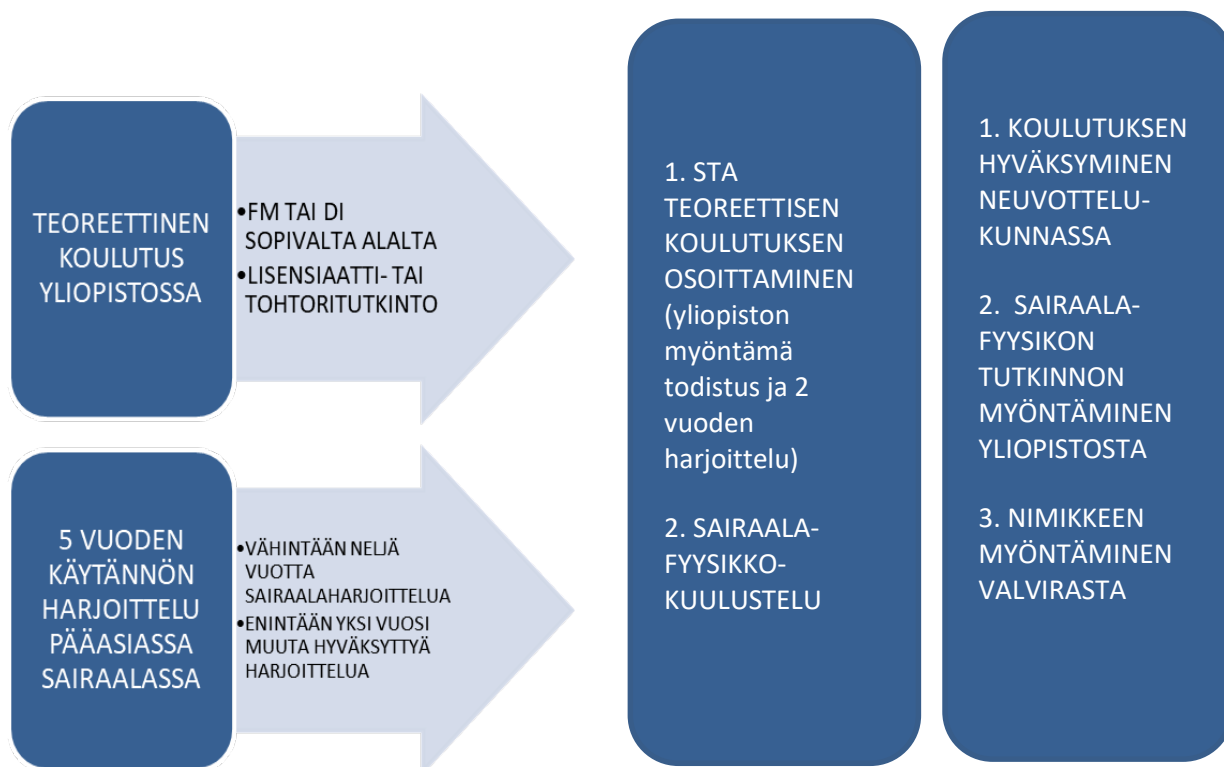 TEOREETTINEN
KOULUTUS
YLIOPISTOSSA
•FM TAI DI
SOPIVALTA ALALTA
•LISENSIAATTI- TAI
TOHTORITUTKINTO
5 VUODEN
KÄYTÄNNÖN
HARJOITTELU
PÄÄASIASSA
SAIRAALASSA
•VÄHINTÄÄN NELJÄ
VUOTTA
SAIRAALAHARJOITTELUA
•ENINTÄÄN YKSI VUOSI
MUUTA HYVÄKSYTTYÄ
HARJOITTELUA
1. STA
TEOREETTISEN
KOULUTUKSEN
OSOITTAMINEN
(yliopiston
myöntämä
todistus ja 2
vuoden
harjoittelu)
2. SAIRAALA-
FYYSIKKO-
KUULUSTELU
1. KOULUTUKSEN
HYVÄKSYMINEN
NEUVOTTELU-
KUNNASSA
2. SAIRAALA-
FYYSIKON
TUTKINNON
MYÖNTÄMINEN
YLIOPISTOSTA
3. NIMIKKEEN
MYÖNTÄMINEN
VALVIRASTA